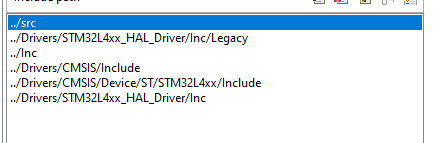 ../src
../Drivers/STM32L4xx_HAL_Driver/Inc/Legacy
../Inc
../Drivers/CMSIS/Include
../Drivers/CMSIS/Device/ST/STM32L4xx/Include
../Drivers/STM32L4xx_HAL_Driver/Inc